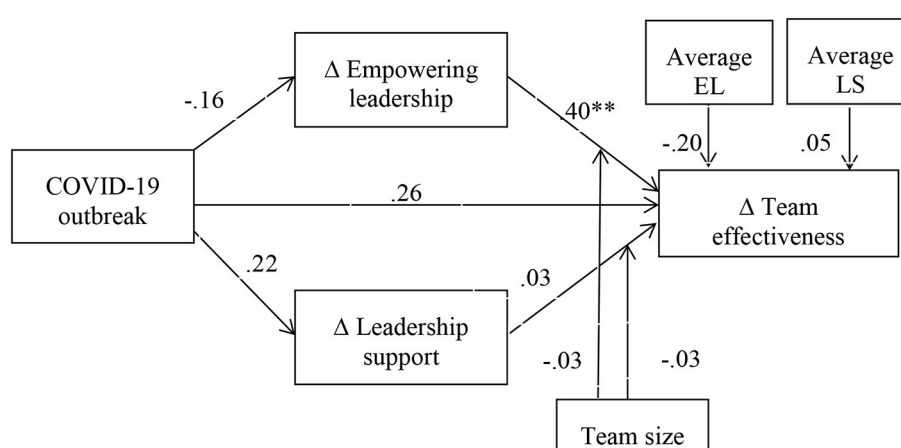 Δ Empowering
leadership
Average
EL
Average
LS
-.16
.40**
-.20
.05
COVID-19
outbreak
.26
Δ Team
effectiveness
.22
.03
Δ Leadership
support
-.03
-.03
Team size